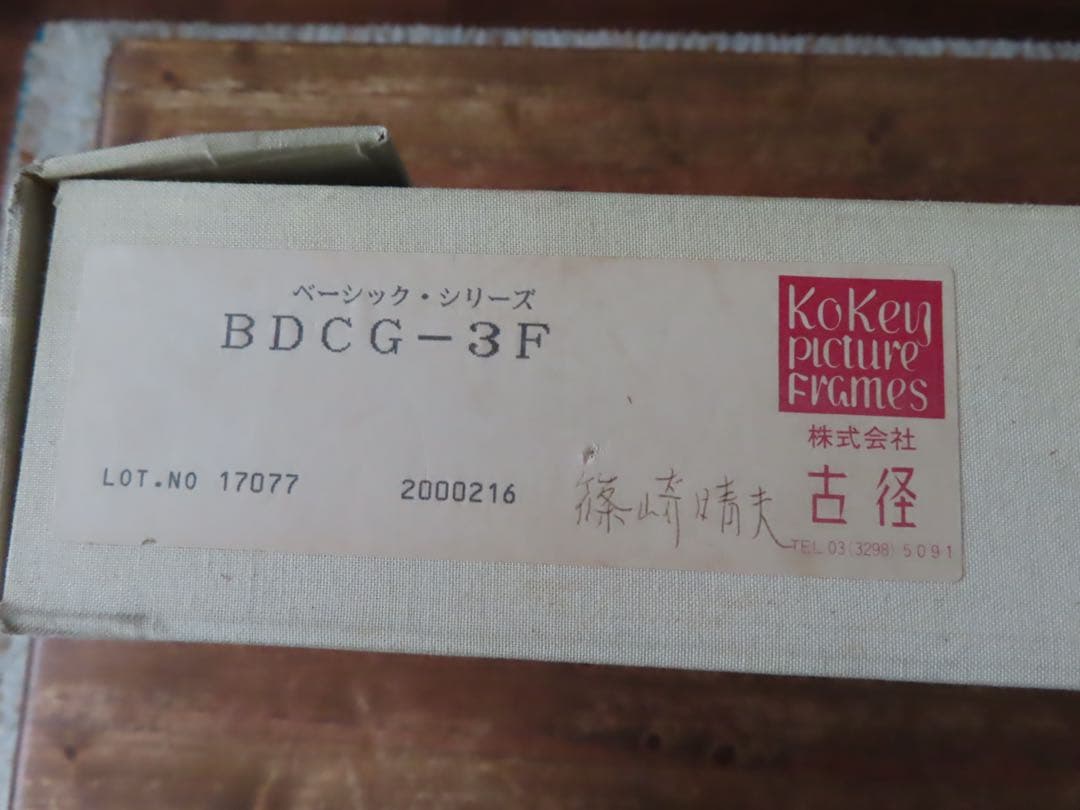 ベーシック・シリーズ
BDCG-3F
LOT.NO 17077
2000216
篠崎晴夫
Kokey
picture
Frames
株式会社
古径
TEL 03(3298)5091